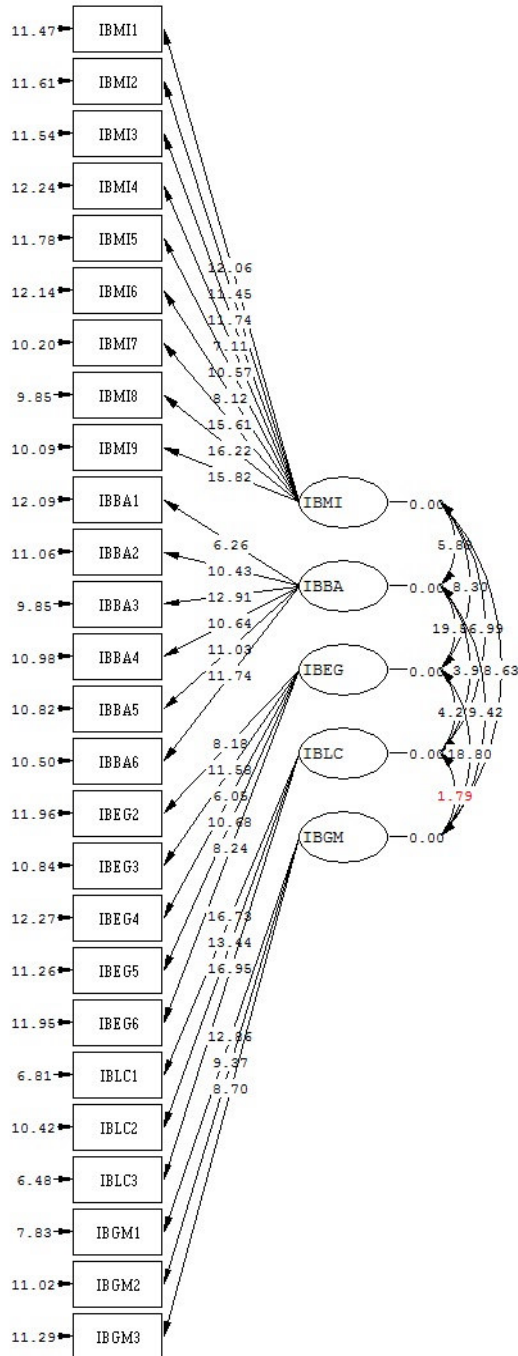 11.47 IBMI1
11.61 IBMI2
11.54 IBMI3
12.24 IBMI4
11.78 IBMI5
12.14 IBMI6
10.20 IBMI7
9.85 IBMI8
10.09 IBMI9
12.09 IBBA1
11.06 IBBA2
9.85 IBBA3
10.98 IBBA4
10.82 IBBA5
10.50 IBBA6
11.96 IBEG2
10.84 IBEG3
12.27 IBEG4
11.26 IBEG5
11.95 IBEG6
6.81 IBLC1
10.42 IBLC2
6.48 IBLC3
7.83 IBGM1
11.02 IBGM2
11.29 IBGM3
12.06
11.45
11.74
7.11
10.57
8.12
15.61
16.22
15.82
6.26
10.43
12.91
10.64
11.03
11.74
8.18
11.58
6.05
10.68
8.24
16.73
13.44
16.95
12.86
9.37
8.70
IBMI 0.00
IBBA 0.00
IBEG 0.00
IBLC 0.00
IBGM 0.00
8.30
6.99
8.63
9.42
18.80
1.79